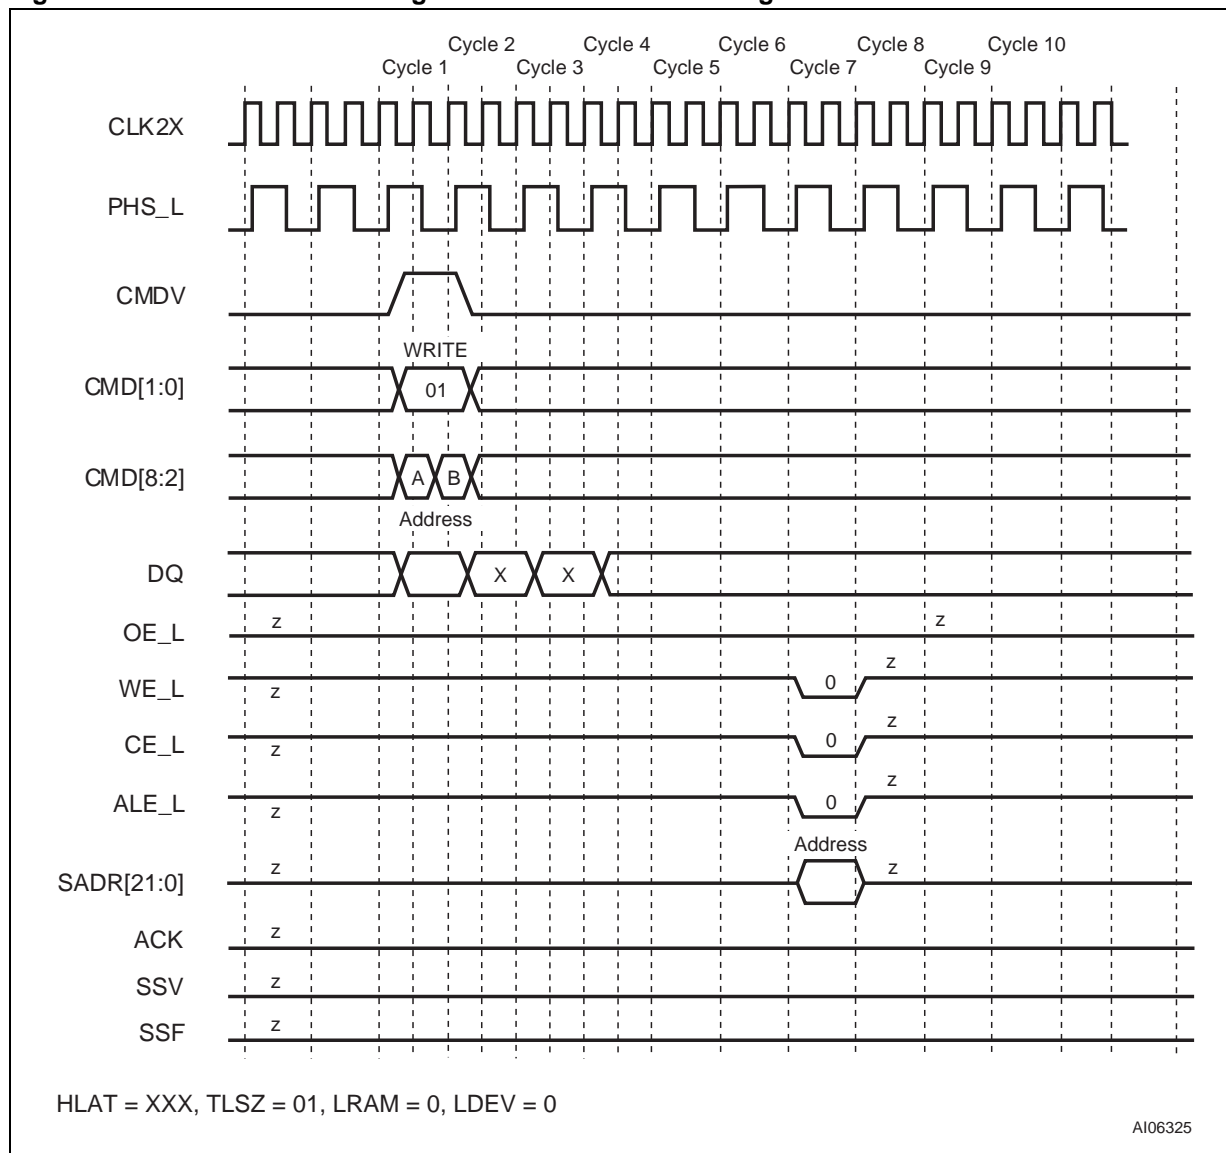 Cycle 2 Cycle 4 Cycle 6 Cycle 8 Cycle 10
Cycle 1 Cycle 3 Cycle 5 Cycle 7 Cycle 9
CLK2X
PHS_L
CMDV
WRITE
CMD[1:0] 01
CMD[8:2] A B
Address
DQ X X
OE_L z z
WE_L z 0 z
CE_L z 0 z
ALE_L z 0 z
Address
SADR[21:0] z z
ACK z
SSV z
SSF z
HLAT = XXX, TLSZ = 01, LRAM = 0, LDEV = 0
AI06325